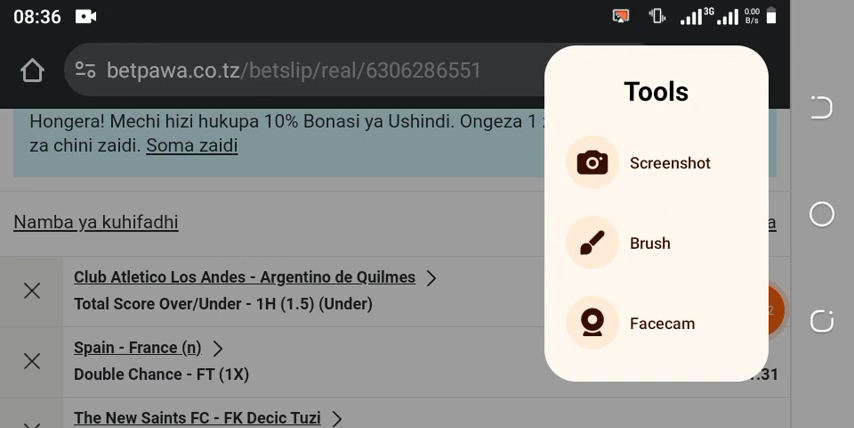 08:36
3G
0.00
B/s
betpawa.co.tz/betslip/real/6306286551
Tools
Hongera! Mechi hizi hukupa 10% Bonasi ya Ushindi. Ongeza 1
za chini zaidi. Soma zaidi
Screenshot
Namba ya kuhifadhi
Brush
Club Atletico Los Andes - Argentino de Quilmes
Total Score Over/Under - 1H (1.5) (Under)
Facecam
Spain - France (n)
Double Chance - FT (1X)
.31
The New Saints FC - FK Decic Tuzi